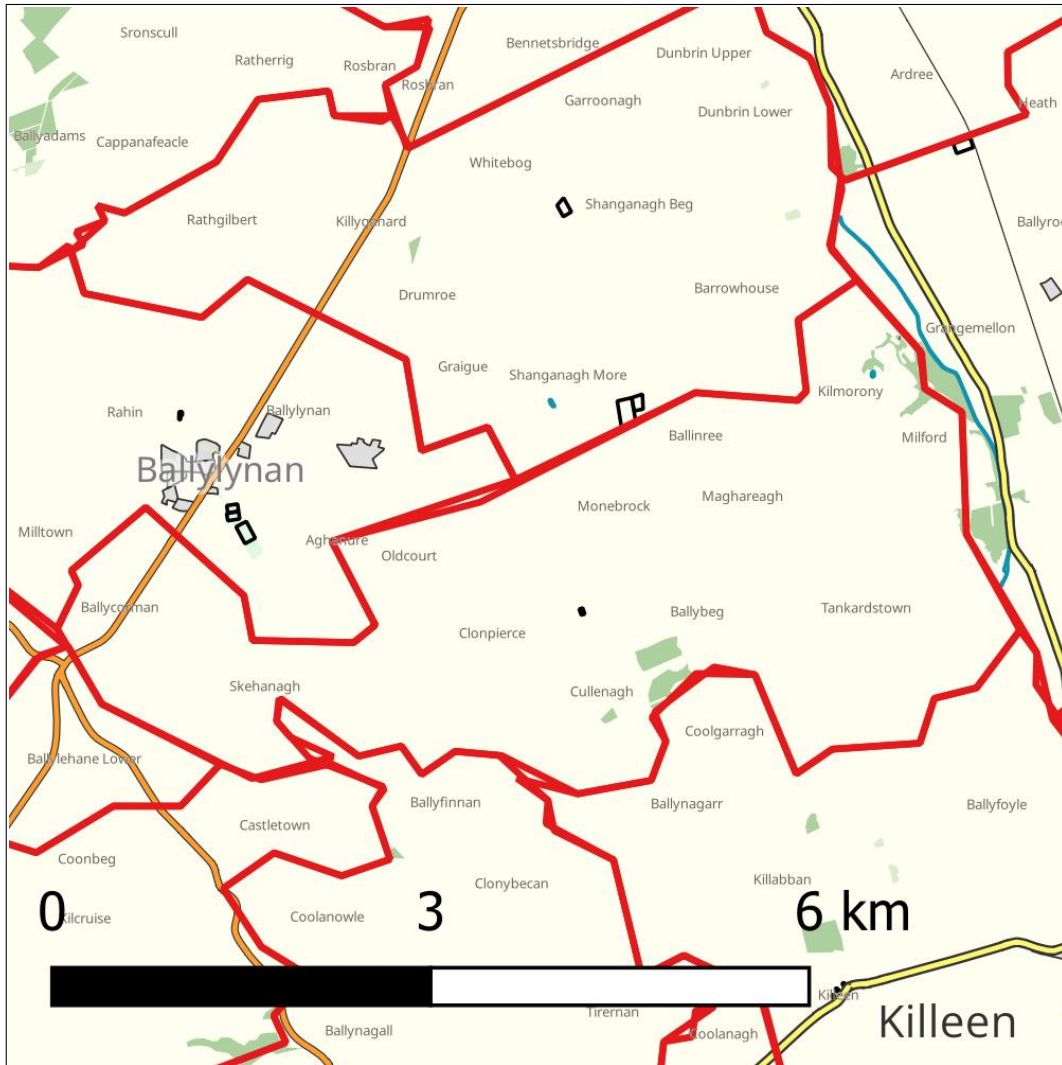 Sronscull
Bennetsbridge
Dunbrin Upper
Ratherrig
Rosbran
Ardree
Rosbran
Garroonagh
Heath
Dunbrin Lower
Ballyadams
Cappanafeacle
Whitebog
Shanganagh Beg
Rathgilbert
Killyganard
Ballyroe
Barrowhouse
Drumroe
Grangemellon
Graigue
Shanganagh More
Kilmorony
Rahin
Ballylynan
Ballinree
Milford
Ballylynan
Maghareagh
Monebrock
Milltown
Aghanure
Oldcourt
Ballycorman
Ballybeg
Tankardstown
Clonpierce
Skehanagh
Cullenagh
Coolgarragh
Ballylehane Lower
Ballyfinnan
Ballynagarr
Ballyfoyle
Castletown
Coonbeg
Clonybecan
Killabban
0 3 6 km
Kilcruise
Coolanowle
Killeen
Tirernan
Killeen
Ballynagall
Coolanagh